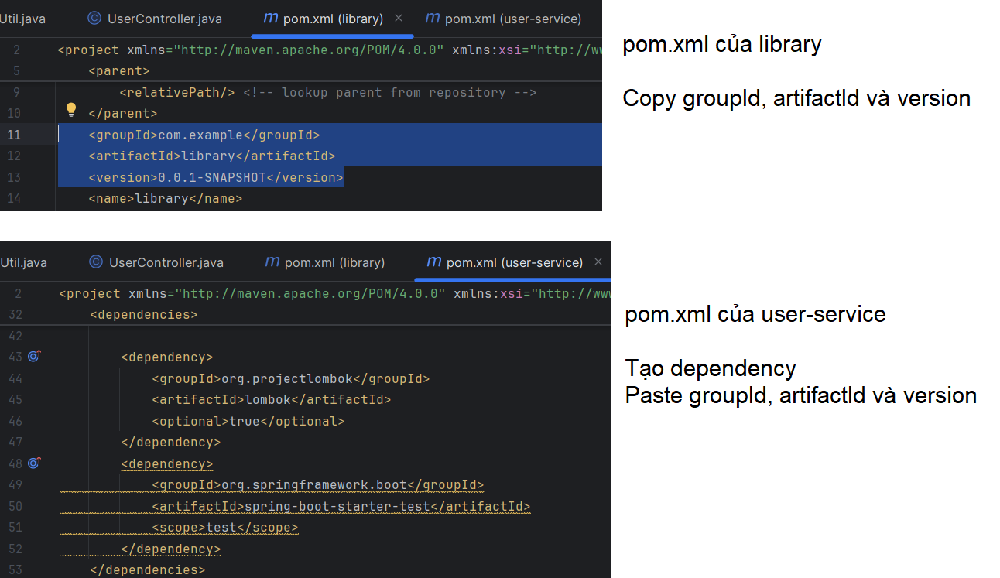 Util.java
UserController.java
pom.xml (library)
pom.xml (user-service)
2 <project xmlns="http://maven.apache.org/POM/4.0.0" xmlns:xsi="http://ww
5 <parent>
9 <relativePath/> <!-- lookup parent from repository -->
10 </parent>
11 <groupId>com.example</groupId>
12 <artifactId>library</artifactId>
13 <version>0.0.1-SNAPSHOT</version>
14 <name>library</name>
pom.xml của library
Copy groupId, artifactId và version
Util.java
UserController.java
pom.xml (library)
pom.xml (user-service)
2 <project xmlns="http://maven.apache.org/POM/4.0.0" xmlns:xsi="http://www
32 <dependencies>
42
43 <dependency>
44 <groupId>org.projectlombok</groupId>
45 <artifactId>lombok</artifactId>
46 <optional>true</optional>
47 </dependency>
48 <dependency>
49 <groupId>org.springframework.boot</groupId>
50 <artifactId>spring-boot-starter-test</artifactId>
51 <scope>test</scope>
52 </dependency>
53 </dependencies>
pom.xml của user-service
Tạo dependency
Paste groupId, artifactId và version